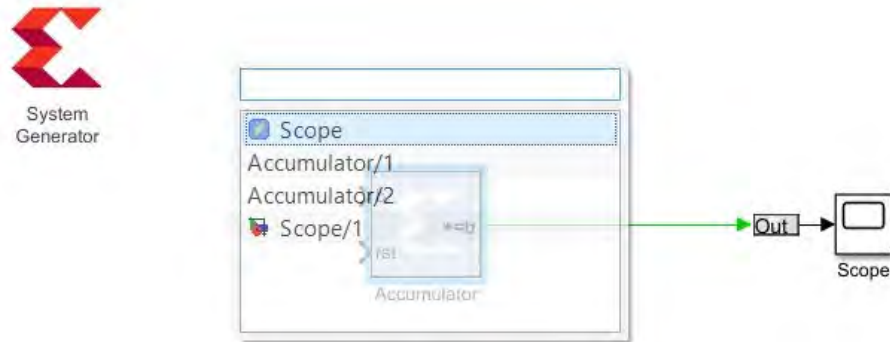 System
Generator
Scope
Accumulator/1
Accumulator/2
Scope/1
rst
Accumulator
Out
Scope